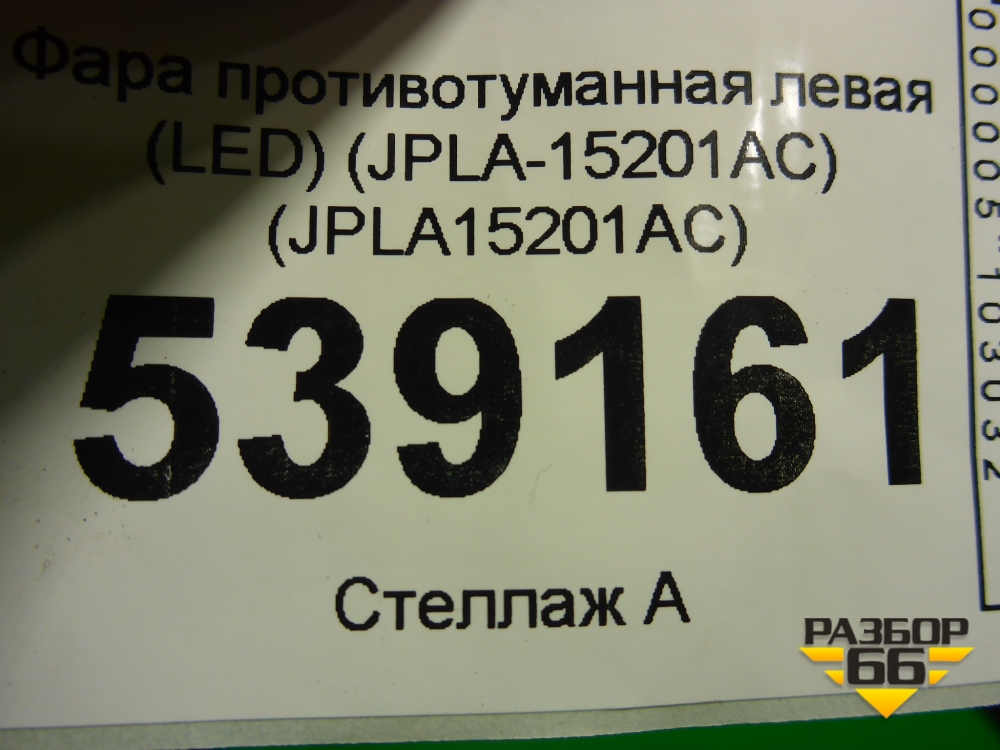 Фара противотуманная левая
(LED) (JPLA-15201AC)
(JPLA15201AC)
539161
Стеллаж А
РАЗБОР
66